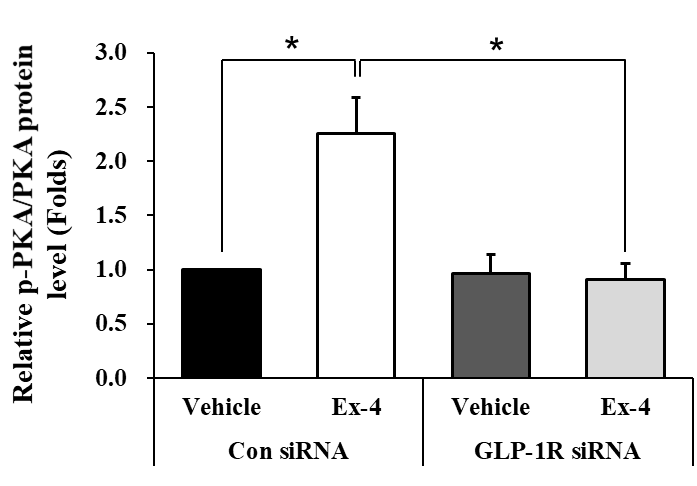 Relative p-PKA/PKA protein
level (Folds)
3.0
2.5
2.0
1.5
1.0
0.5
0.0
*
*
Vehicle
Ex-4
Vehicle
Ex-4
Con siRNA
GLP-1R siRNA